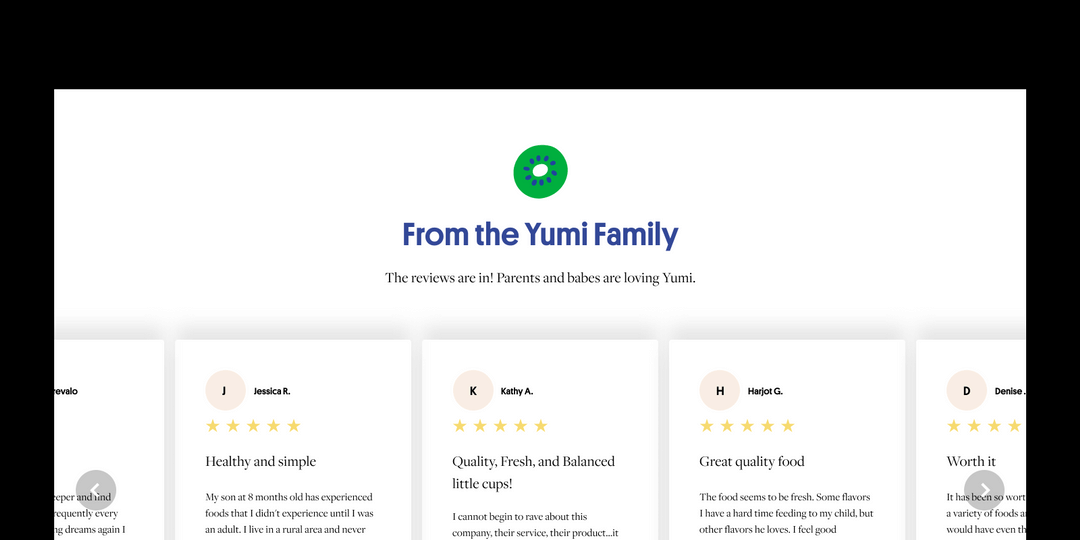 From the Yumi Family
The reviews are in! Parents and babes are loving Yumi.
revalo
eeper and find
requently every
ng dreams again I
J
Jessica R.
Healthy and simple
My son at 8 months old has experienced
foods that I didn't experience until I was
an adult. I live in a rural area and never
K
Kathy A.
Quality, Fresh, and Balanced
little cups!
I cannot begin to rave about this
company, their service, their product...it
H
Harjot G.
Great quality food
The food seems to be fresh. Some flavors
I have a hard time feeding to my child, but
other flavors he loves. I feel good
D
Denise .
Worth it
It has been so wort
a variety of foods a
would have even th